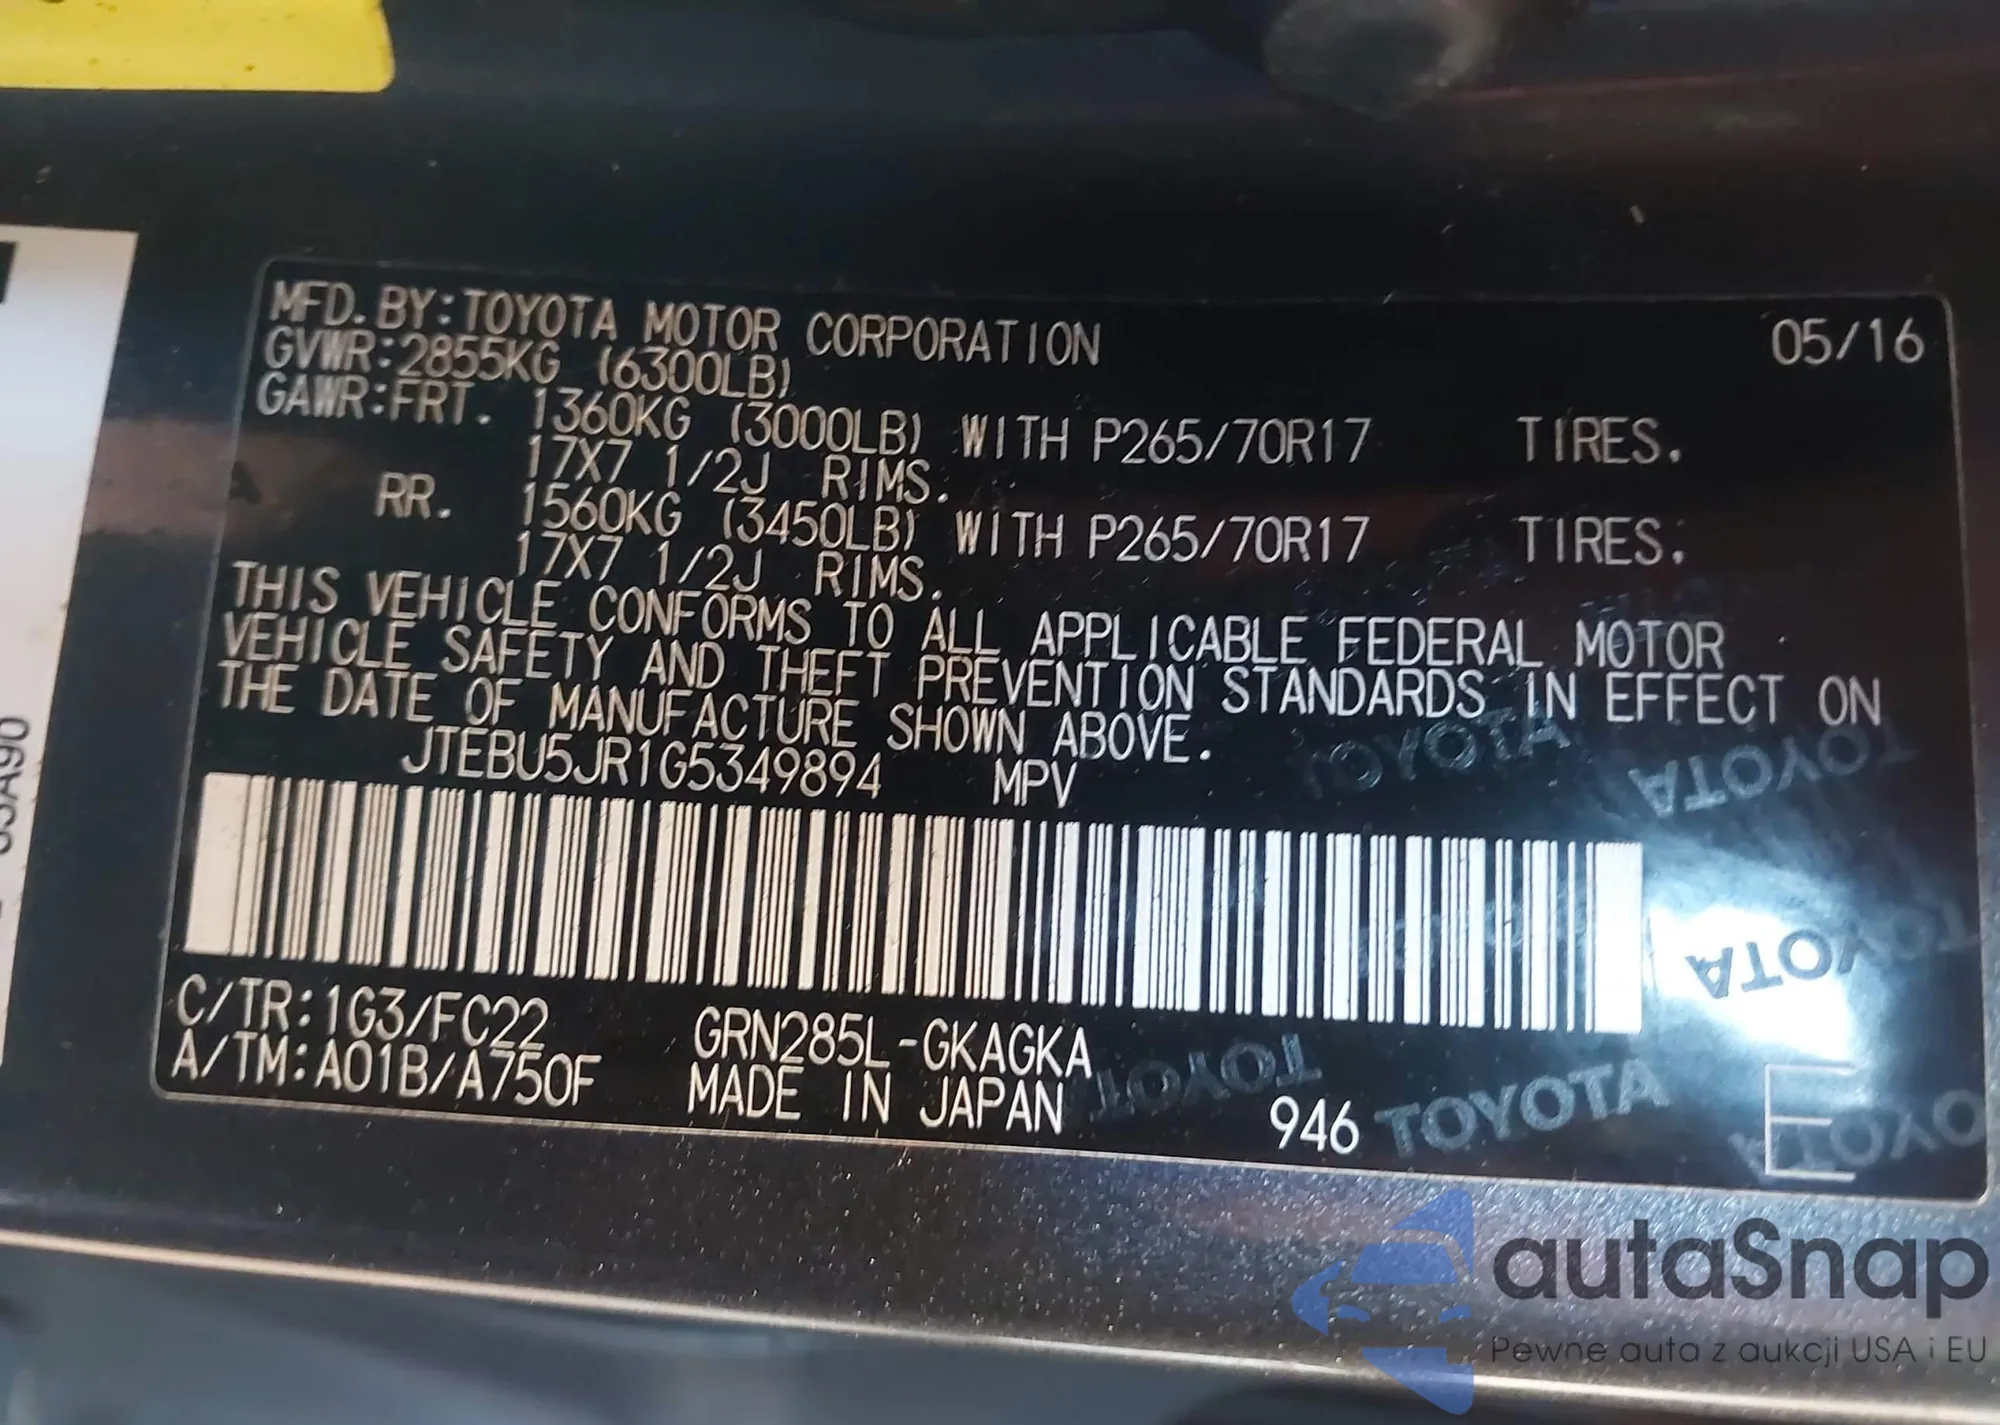 MFD. BY: TOYOTA MOTOR CORPORATION 05/16
GVWR: 2855KG (6300LB)
GAWR: FRT. 1360KG (3000LB) WITH P265/70R17 TIRES.
17X7 1/2J RIMS.
RR. 1560KG (3450LB) WITH P265/70R17 TIRES.
17X7 1/2J RIMS.
THIS VEHICLE CONFORMS TO ALL APPLICABLE FEDERAL MOTOR
VEHICLE SAFETY AND THEFT PREVENTION STANDARDS IN EFFECT ON
THE DATE OF MANUFACTURE SHOWN ABOVE.
JTEBU5JR1G5349894 MPV
C/TR: 1G3/FC22 GRN285L-GKAGKA
A/TM: A01B/A750F MADE IN JAPAN 946 E
TOYOTA
TOYOTA
TOYOTA
TOYOTA
TOYOTA
autaSnap
Pewne auta z aukcji USA i EU